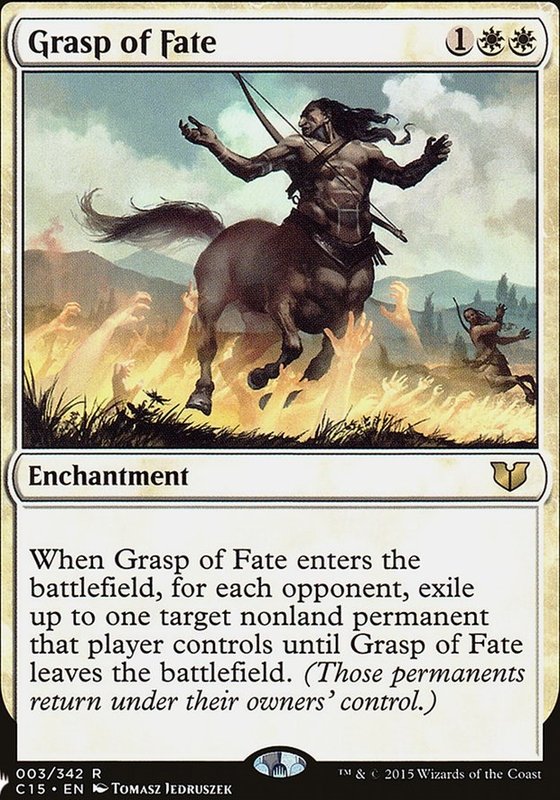 Grasp of Fate 1
Enchantment
When Grasp of Fate enters the
battlefield, for each opponent, exile
up to one target nonland permanent
that player controls until Grasp of Fate
leaves the battlefield. (Those permanents
return under their owners' control.)
003/342 R
C15 • EN Tomasz Jedruszek
™ & © 2015 Wizards of the Coast